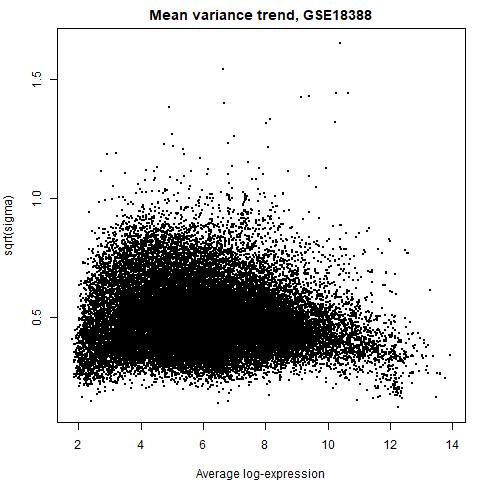 Mean variance trend, GSE18388
sqrt(sigma)
1.5
1.0
0.5
2 4 6 8 10 12 14
Average log-expression